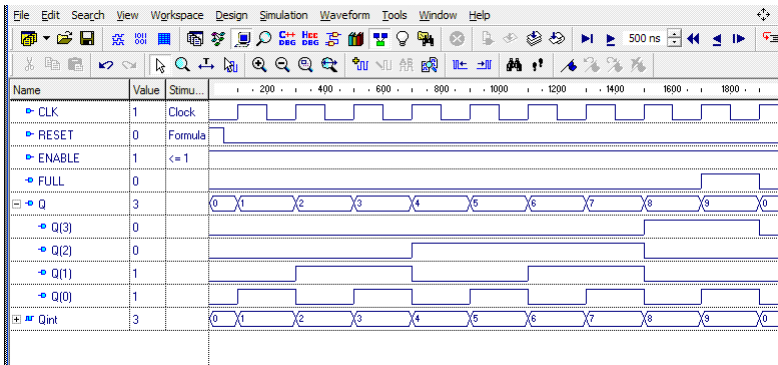 File Edit Search View Workspace Design Simulation Waveform Tools Window Help
C++ DBG HCE DBG 500 ns
Name Value Stimu... 200 400 600 800 1000 1200 1400 1600 1800
CLK 1 Clock
RESET 0 Formula
ENABLE 1 <= 1
FULL 0
Q 3 0 1 2 3 4 5 6 7 8 9 0
Q(3) 0
Q(2) 0
Q(1) 1
Q(0) 1
Qint 3 0 1 2 3 4 5 6 7 8 9 0